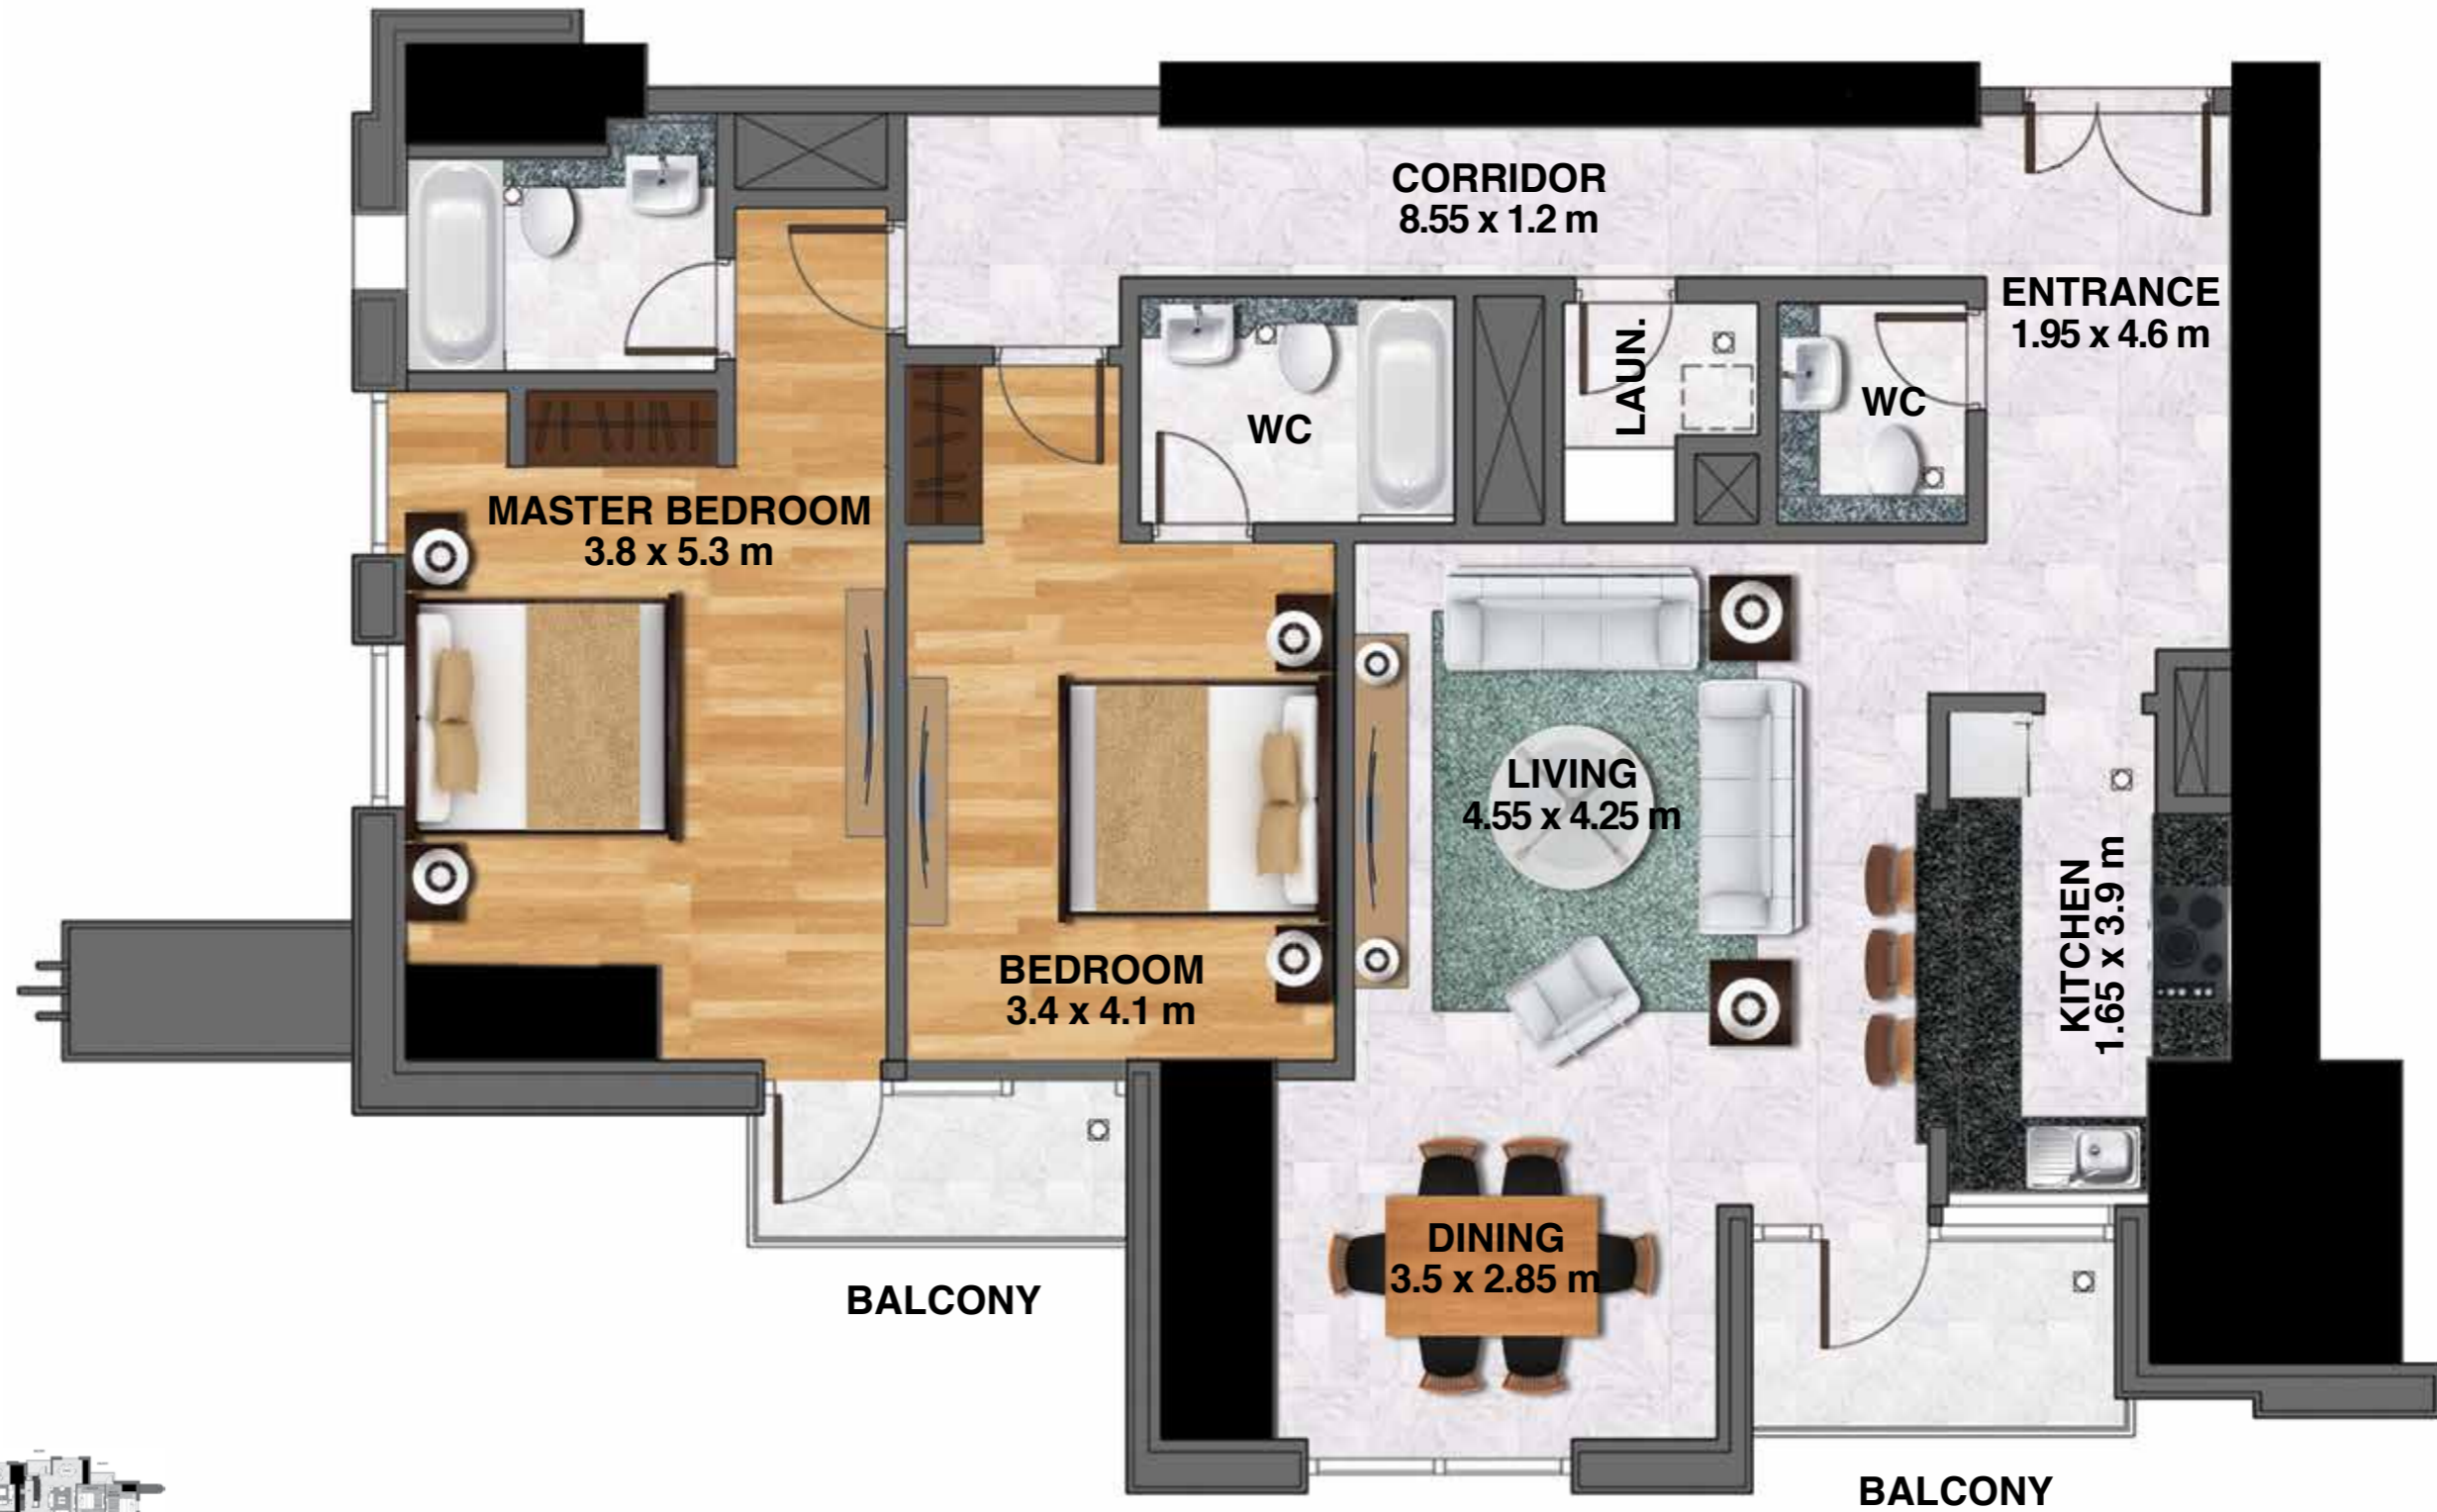 CORRIDOR
8.55 x 1.2 m
ENTRANCE
1.95 x 4.6 m
LAUN.
WC
WC
MASTER BEDROOM
3.8 x 5.3 m
LIVING
4.55 x 4.25 m
KITCHEN
1.65 x 3.9 m
BEDROOM
3.4 x 4.1 m
DINING
3.5 x 2.85 m
BALCONY
BALCONY